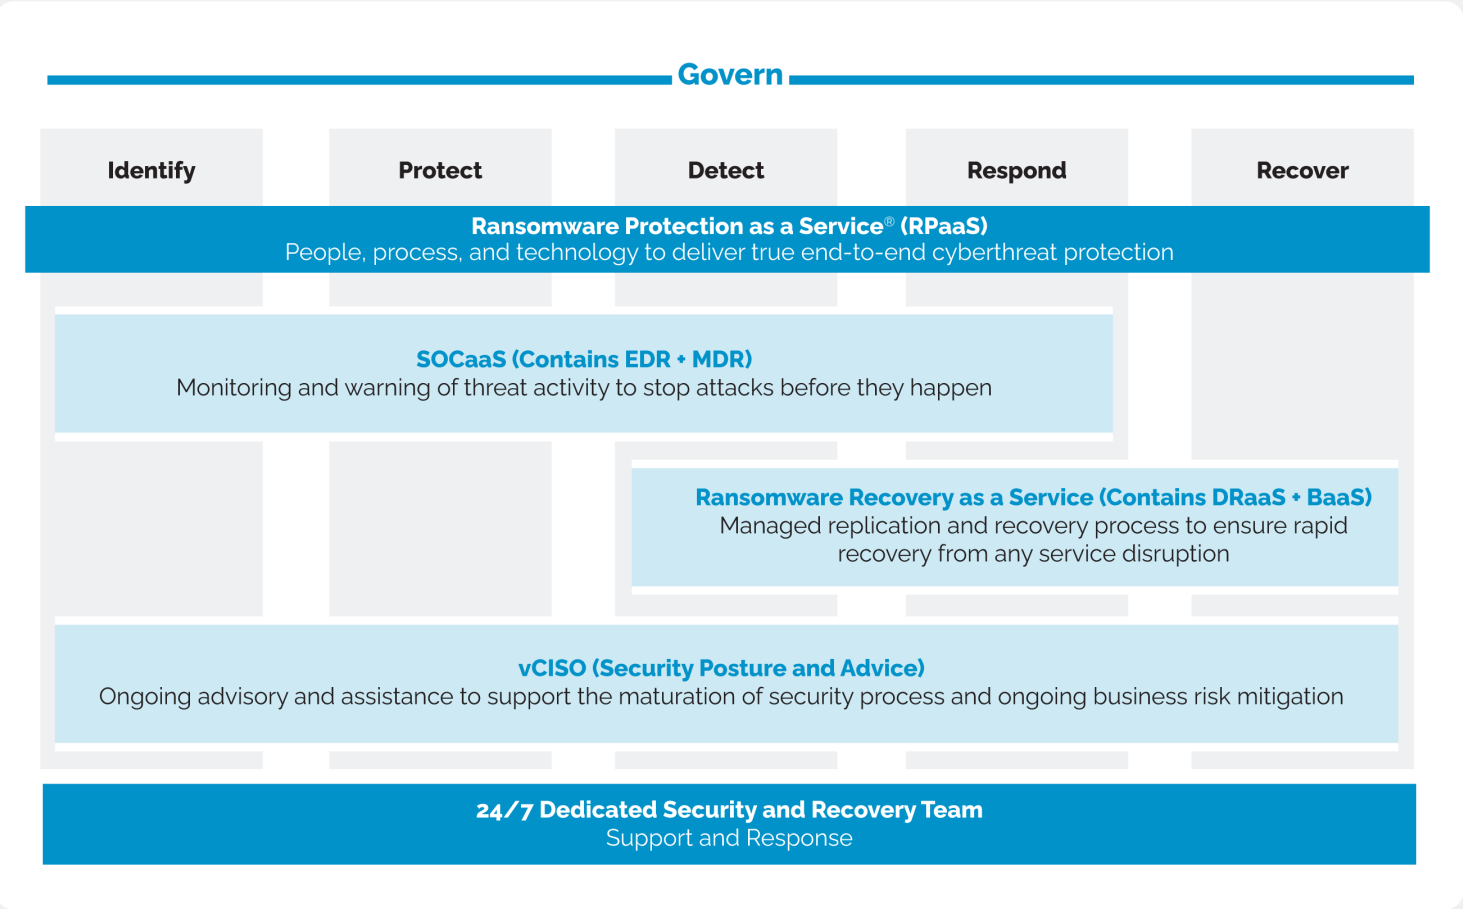 Govern
Identify
Protect
Detect
Respond
Recover
Ransomware Protection as a Service® (RPaaS)
People, process, and technology to deliver true end-to-end cyberthreat protection
SOCaaS (Contains EDR + MDR)
Monitoring and warning of threat activity to stop attacks before they happen
Ransomware Recovery as a Service (Contains DRaaS + BaaS)
Managed replication and recovery process to ensure rapid
recovery from any service disruption
vCISO (Security Posture and Advice)
Ongoing advisory and assistance to support the maturation of security process and ongoing business risk mitigation
24/7 Dedicated Security and Recovery Team
Support and Response